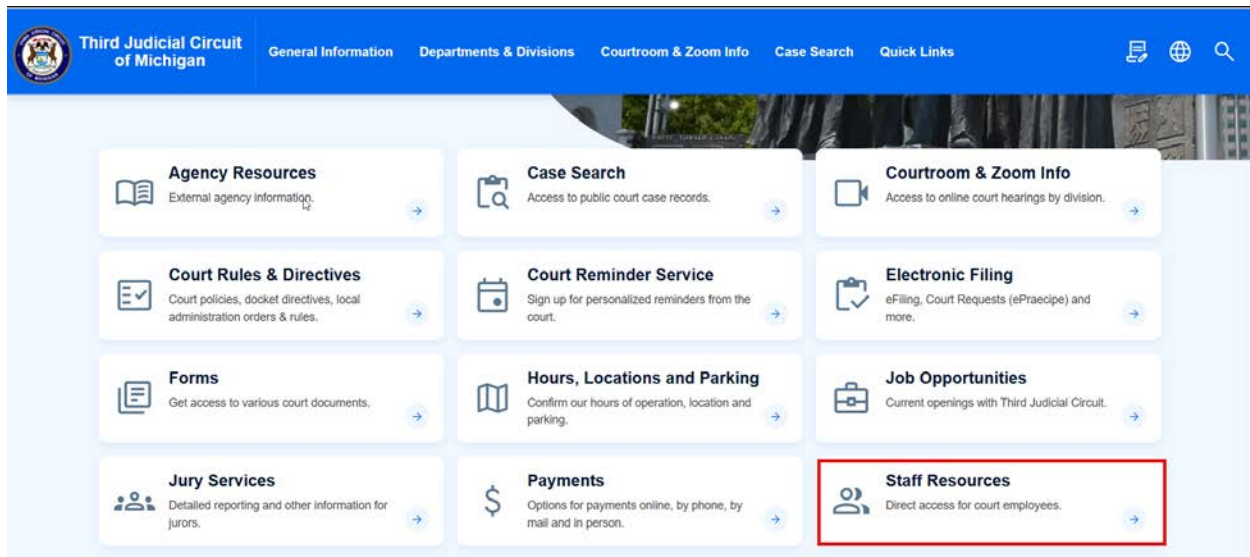 Third Judicial Circuit
of Michigan
General Information
Departments & Divisions
Courtroom & Zoom Info
Case Search
Quick Links
Agency Resources
External agency information.
Case Search
Access to public court case records.
Courtroom & Zoom Info
Access to online court hearings by division.
Court Rules & Directives
Court policies, docket directives, local
administration orders & rules.
Court Reminder Service
Sign up for personalized reminders from the
court.
Electronic Filing
eFiling, Court Requests (ePraecipe) and
more.
Forms
Get access to various court documents.
Hours, Locations and Parking
Confirm our hours of operation, location and
parking.
Job Opportunities
Current openings with Third Judicial Circuit.
Jury Services
Detailed reporting and other information for
jurors.
Payments
Options for payments online, by phone, by
mail and in person.
Staff Resources
Direct access for court employees.